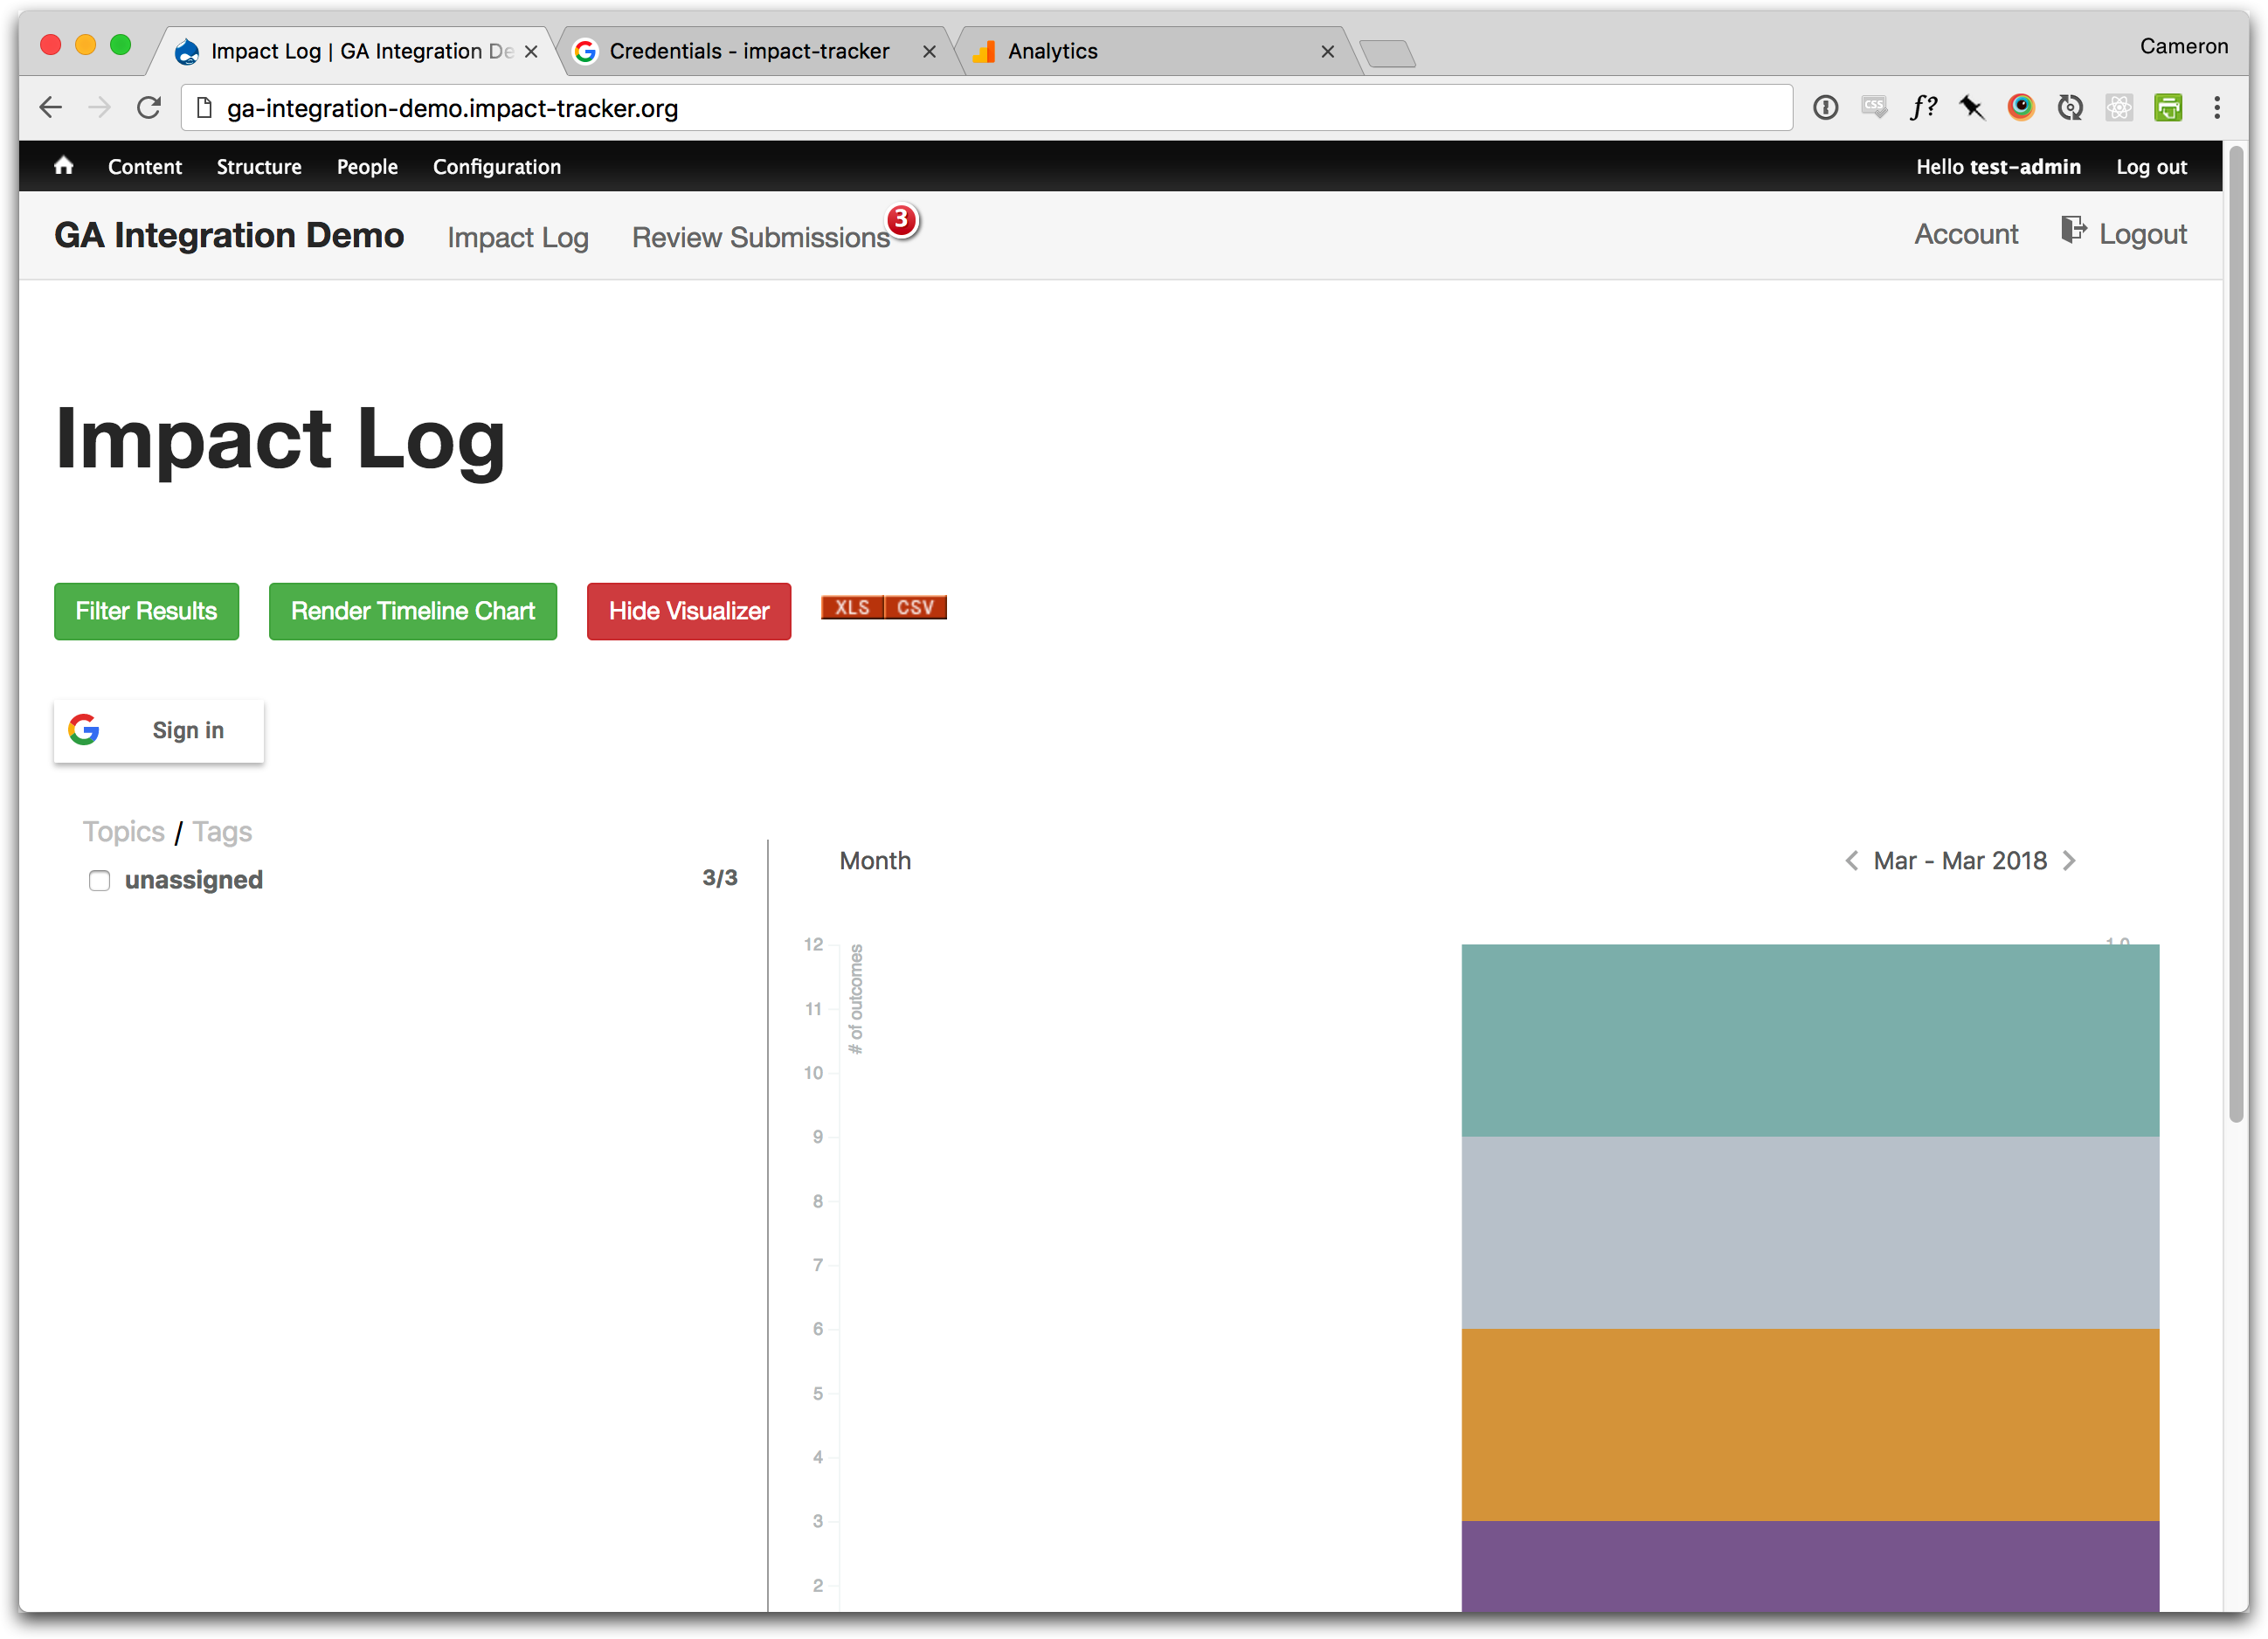 Impact Log | GA Integration De
Credentials - impact-tracker
Analytics
Cameron
ga-integration-demo.impact-tracker.org
CSS
f?
Content Structure People Configuration
Hello test-admin Log out
GA Integration Demo Impact Log Review Submissions 3
Account Logout
Impact Log
Filter Results Render Timeline Chart Hide Visualizer XLS CSV
Sign in
Topics / Tags
unassigned 3/3
Month
Mar - Mar 2018
# of outcomes
12
11
10
9
8
7
6
5
4
3
2